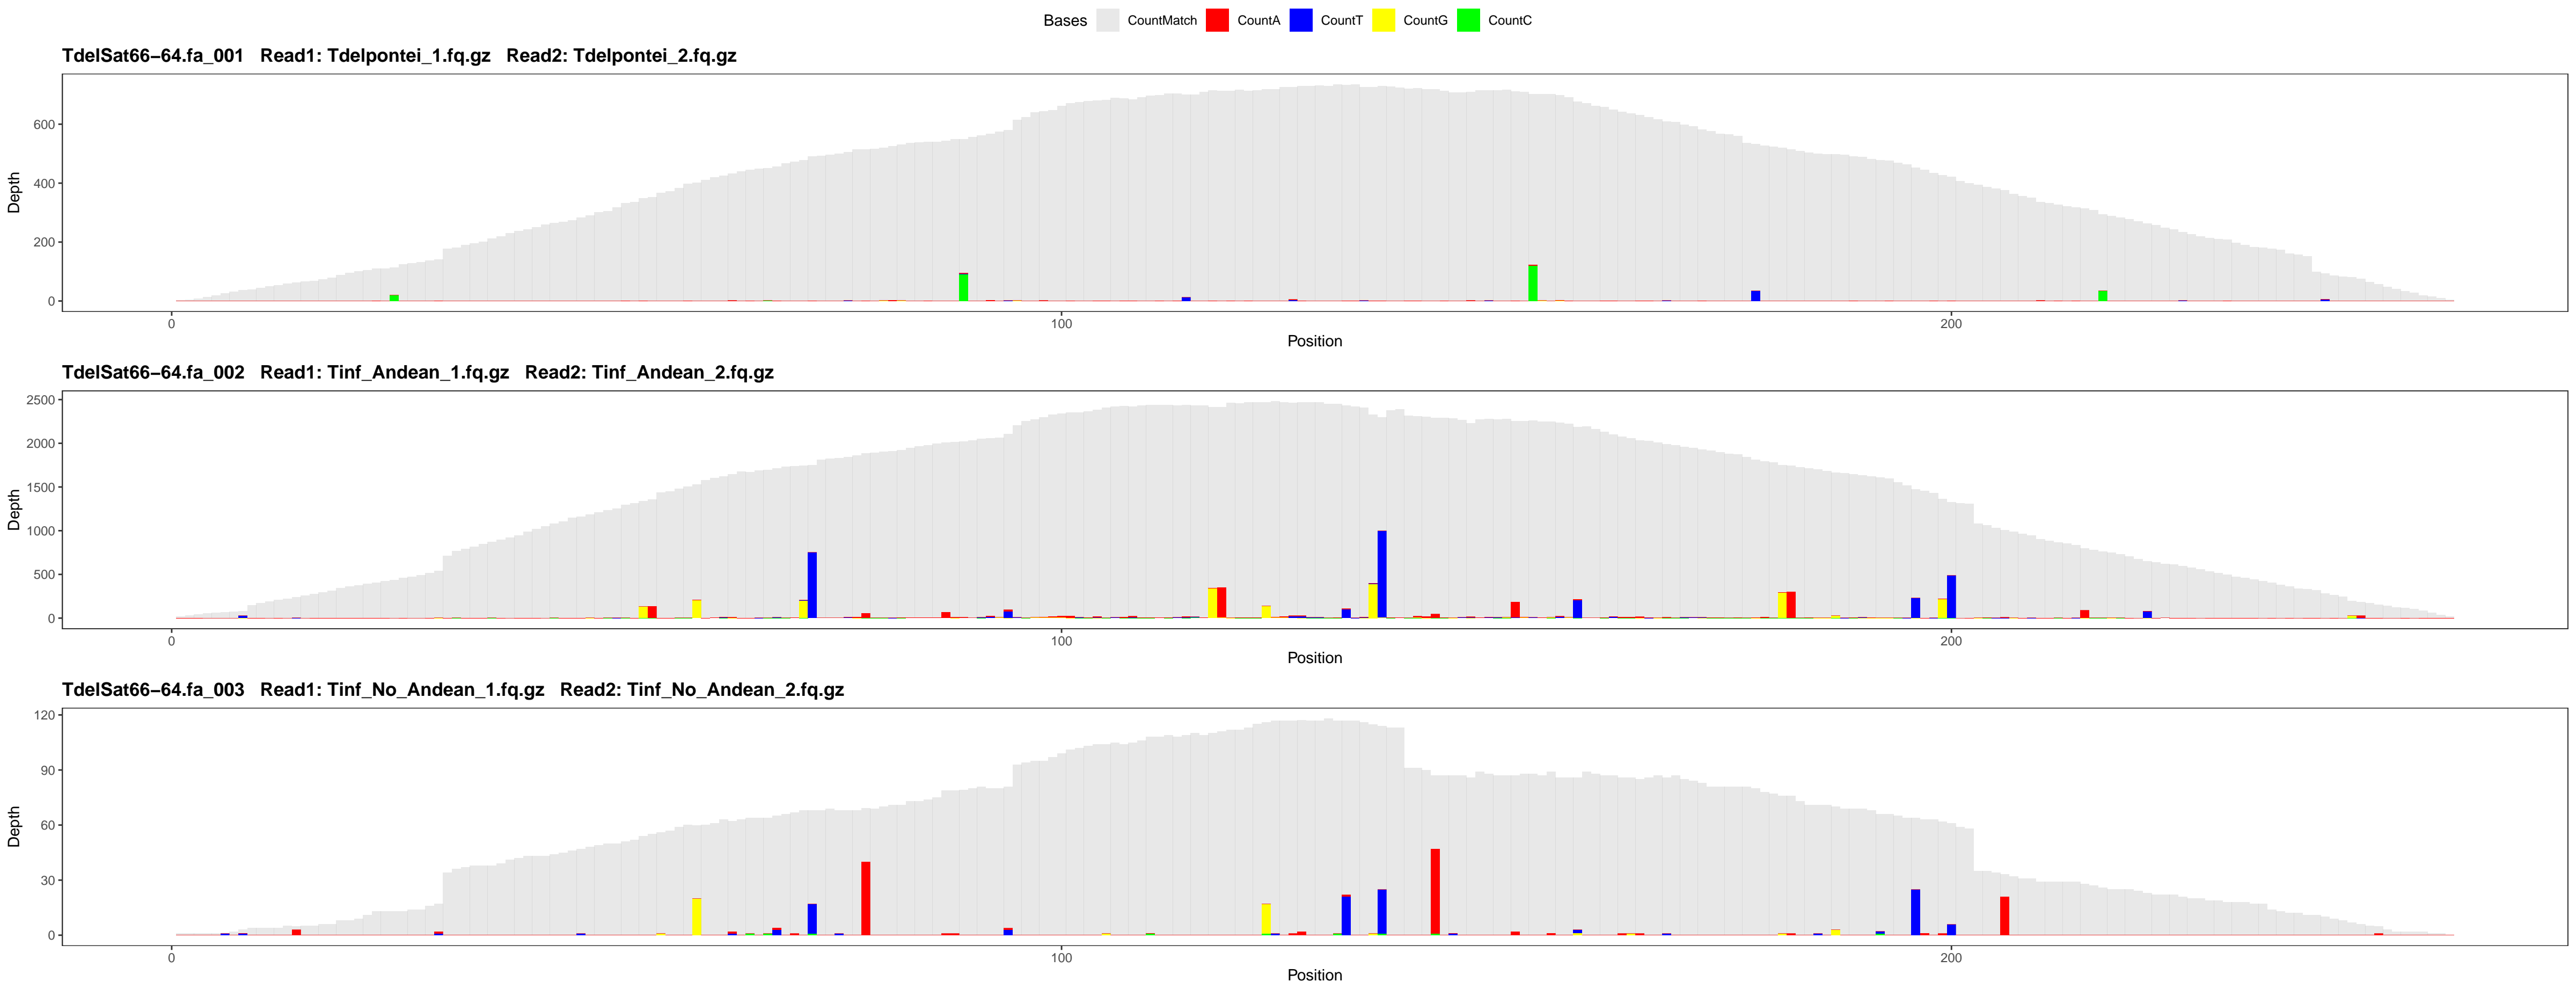 Bases CountMatch CountA CountT CountG CountC
TdelSat66−64.fa_001 Read1: Tdelpontei_1.fq.gz Read2: Tdelpontei_2.fq.gz
600
400
200
0
Depth
0 100 200
Position
TdelSat66−64.fa_002 Read1: Tinf_Andean_1.fq.gz Read2: Tinf_Andean_2.fq.gz
2500
2000
1500
1000
500
0
Depth
0 100 200
Position
TdelSat66−64.fa_003 Read1: Tinf_No_Andean_1.fq.gz Read2: Tinf_No_Andean_2.fq.gz
120
90
60
30
0
Depth
0 100 200
Position